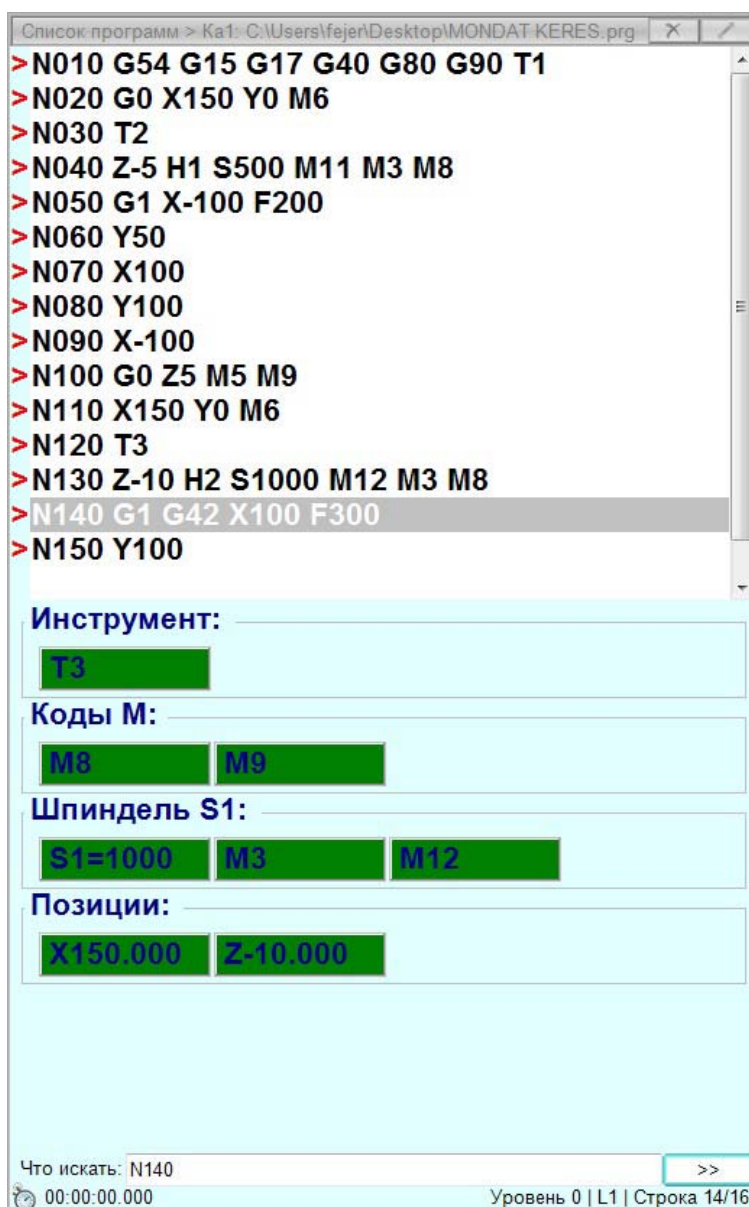 Список программ > Ка1: C:\Users\fejer\Desktop\MONDAT KERES.prg
>N010 G54 G15 G17 G40 G80 G90 T1
>N020 G0 X150 Y0 M6
>N030 T2
>N040 Z-5 H1 S500 M11 M3 M8
>N050 G1 X-100 F200
>N060 Y50
>N070 X100
>N080 Y100
>N090 X-100
>N100 G0 Z5 M5 M9
>N110 X150 Y0 M6
>N120 T3
>N130 Z-10 H2 S1000 M12 M3 M8
>N140 G1 G42 X100 F300
>N150 Y100
Инструмент:
T3
Коды М:
M8 M9
Шпиндель S1:
S1=1000 M3 M12
Позиции:
X150.000 Z-10.000
Что искать: N140 >>
00:00:00.000 Уровень 0 | L1 | Строка 14/16